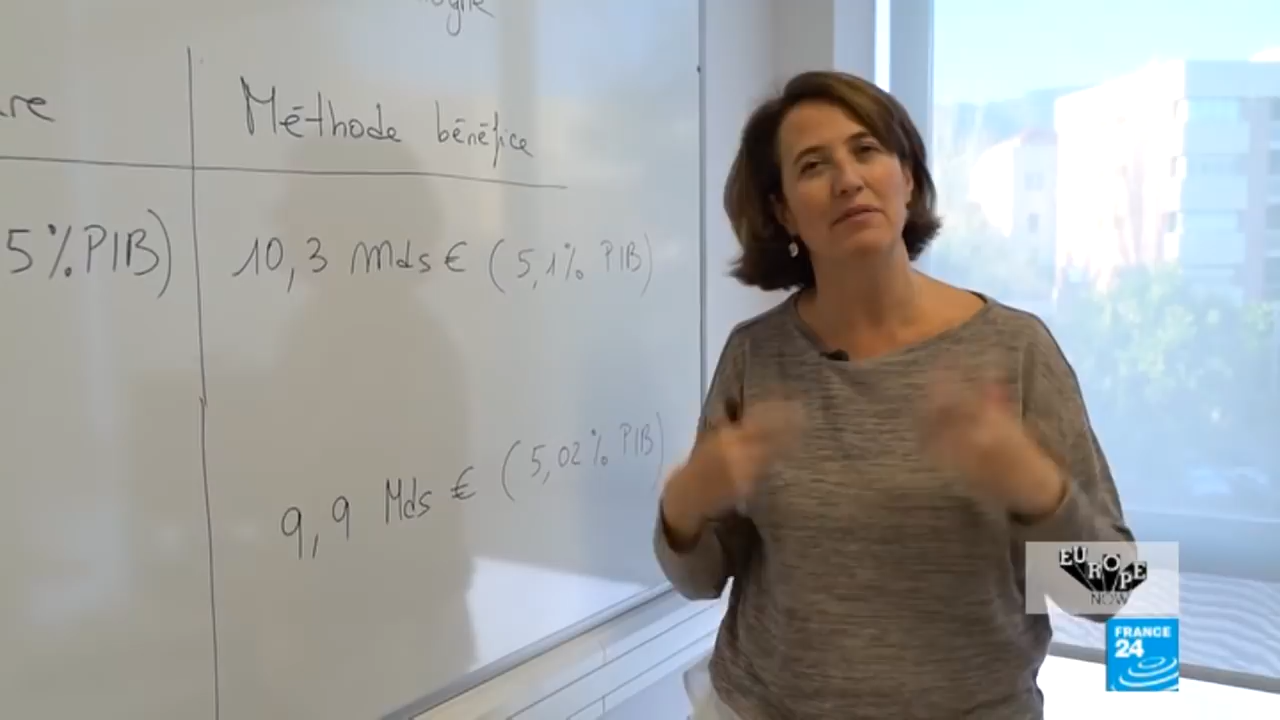 Méthode bénéfice
5% PIB) 10,3 mds € (5,1% PIB)
9,9 Mds € (5,02% PIB)
EUROPE
NOW
FRANCE
24